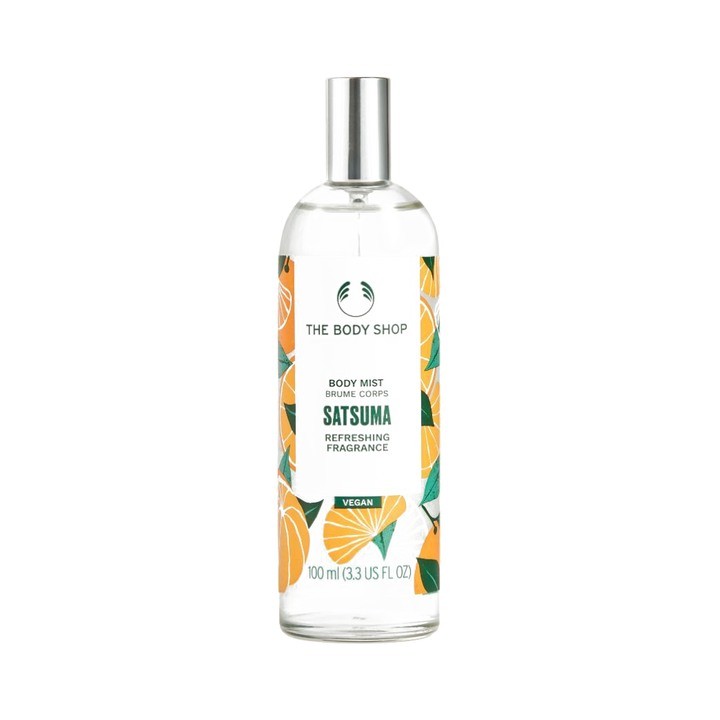 THE BODY SHOP
BODY MIST
BRUME CORPS
SATSUMA
REFRESHING
FRAGRANCE
VEGAN
100 ml (3.3 US FL OZ)